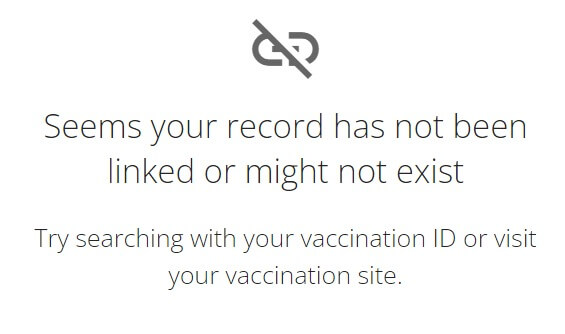 Seems your record has not been
linked or might not exist
Try searching with your vaccination ID or visit
your vaccination site.